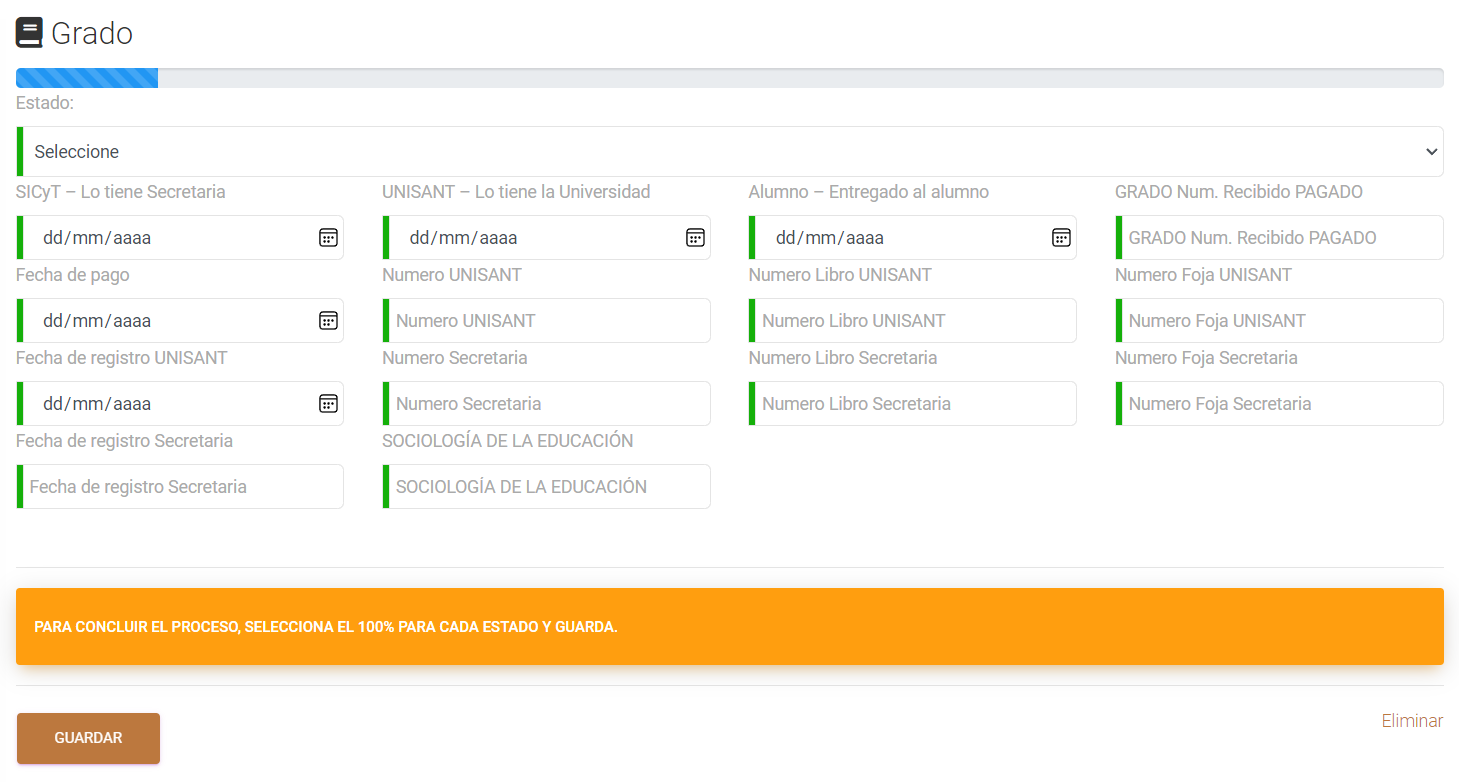 Grado
Estado:
Seleccione
SICyT – Lo tiene Secretaria
UNISANT – Lo tiene la Universidad
Alumno – Entregado al alumno
GRADO Num. Recibido PAGADO
dd/mm/aaaa
dd/mm/aaaa
dd/mm/aaaa
GRADO Num. Recibido PAGADO
Fecha de pago
Numero UNISANT
Numero Libro UNISANT
Numero Foja UNISANT
dd/mm/aaaa
Numero UNISANT
Numero Libro UNISANT
Numero Foja UNISANT
Fecha de registro UNISANT
Numero Secretaria
Numero Libro Secretaria
Numero Foja Secretaria
dd/mm/aaaa
Numero Secretaria
Numero Libro Secretaria
Numero Foja Secretaria
Fecha de registro Secretaria
SOCIOLOGÍA DE LA EDUCACIÓN
Fecha de registro Secretaria
SOCIOLOGÍA DE LA EDUCACIÓN
PARA CONCLUIR EL PROCESO, SELECCIONA EL 100% PARA CADA ESTADO Y GUARDA.
GUARDAR
Eliminar